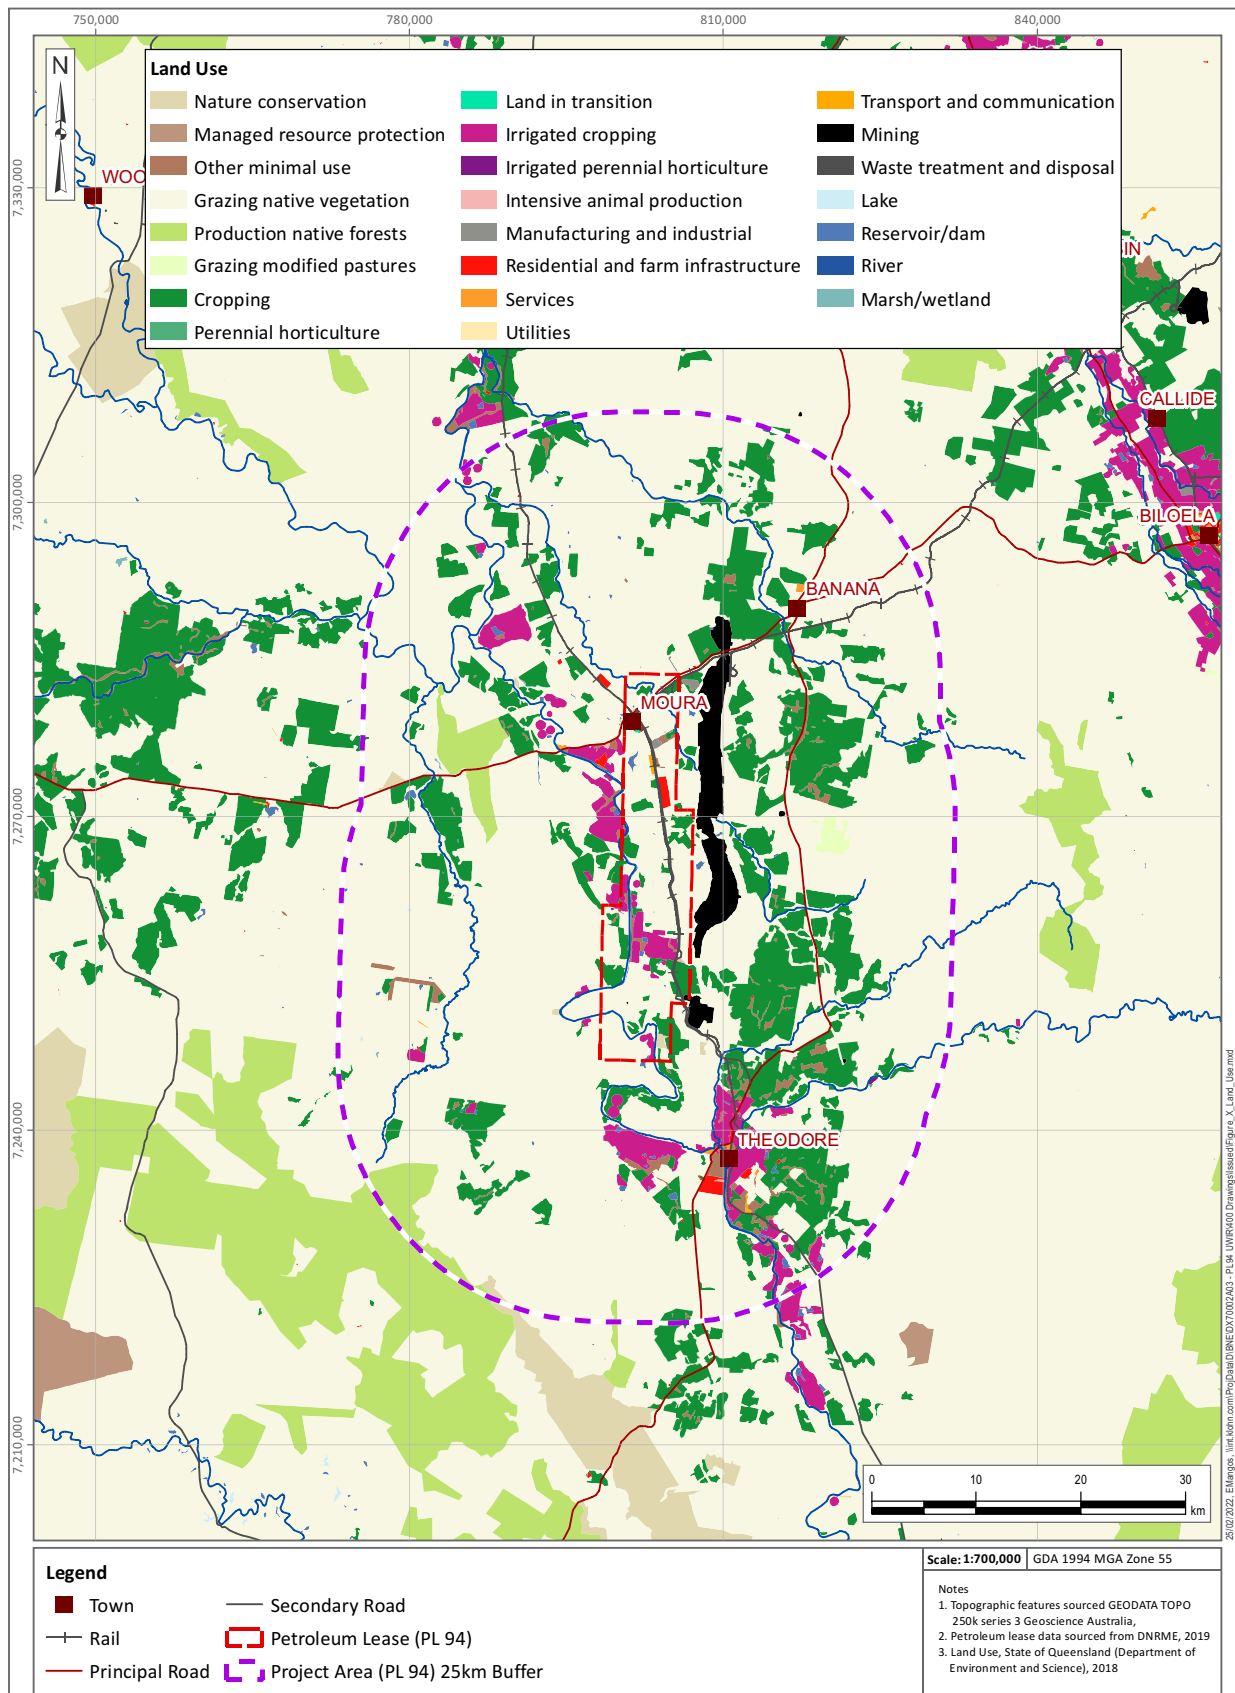 750,000
780,000
810,000
840,000
N
Land Use
Nature conservation
Managed resource protection
Other minimal use
Grazing native vegetation
Production native forests
Grazing modified pastures
Cropping
Perennial horticulture
Land in transition
Irrigated cropping
Irrigated perennial horticulture
Intensive animal production
Manufacturing and industrial
Residential and farm infrastructure
Services
Utilities
Transport and communication
Mining
Waste treatment and disposal
Lake
Reservoir/dam
River
Marsh/wetland
7,330,000
7,300,000
7,270,000
7,240,000
7,210,000
WOO
IN
CALLIDE
BILOELA
BANANA
MOURA
THEODORE
0 10 20 30
km
Legend
Town
Rail
Principal Road
Secondary Road
Petroleum Lease (PL 94)
Project Area (PL 94) 25km Buffer
Scale: 1:700,000
GDA 1994 MGA Zone 55
Notes
1. Topographic features sourced GEODATA TOPO
250k series 3 Geoscience Australia,
2. Petroleum lease data sourced from DNRME, 2019
3. Land Use, State of Queensland (Department of
Environment and Science), 2018